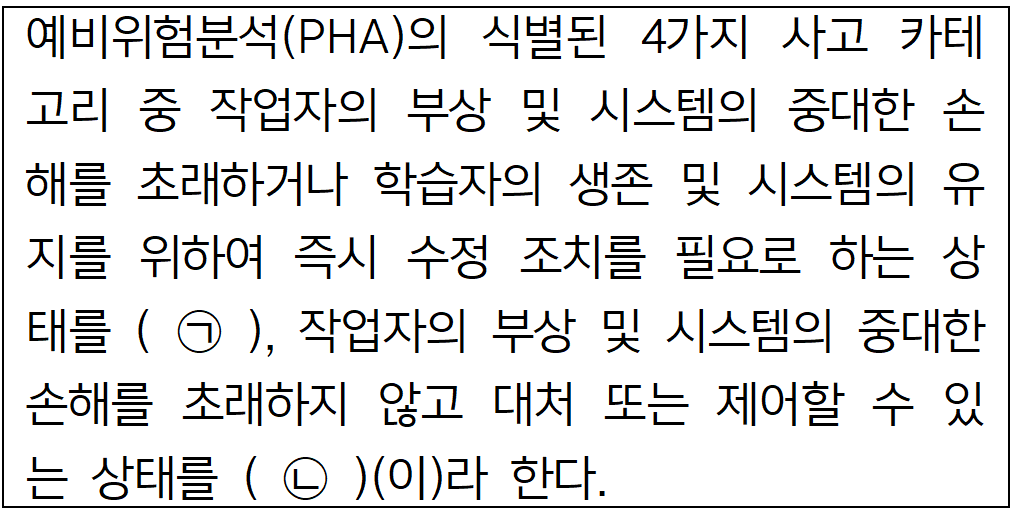 예비위험분석(PHA)의 식별된 4가지 사고 카테
고리 중 작업자의 부상 및 시스템의 중대한 손
해를 초래하거나 학습자의 생존 및 시스템의 유
지를 위하여 즉시 수정 조치를 필요로 하는 상
태를 ( ㉠ ), 작업자의 부상 및 시스템의 중대한
손해를 초래하지 않고 대처 또는 제어할 수 있
는 상태를 ( ㉡ )(이)라 한다.